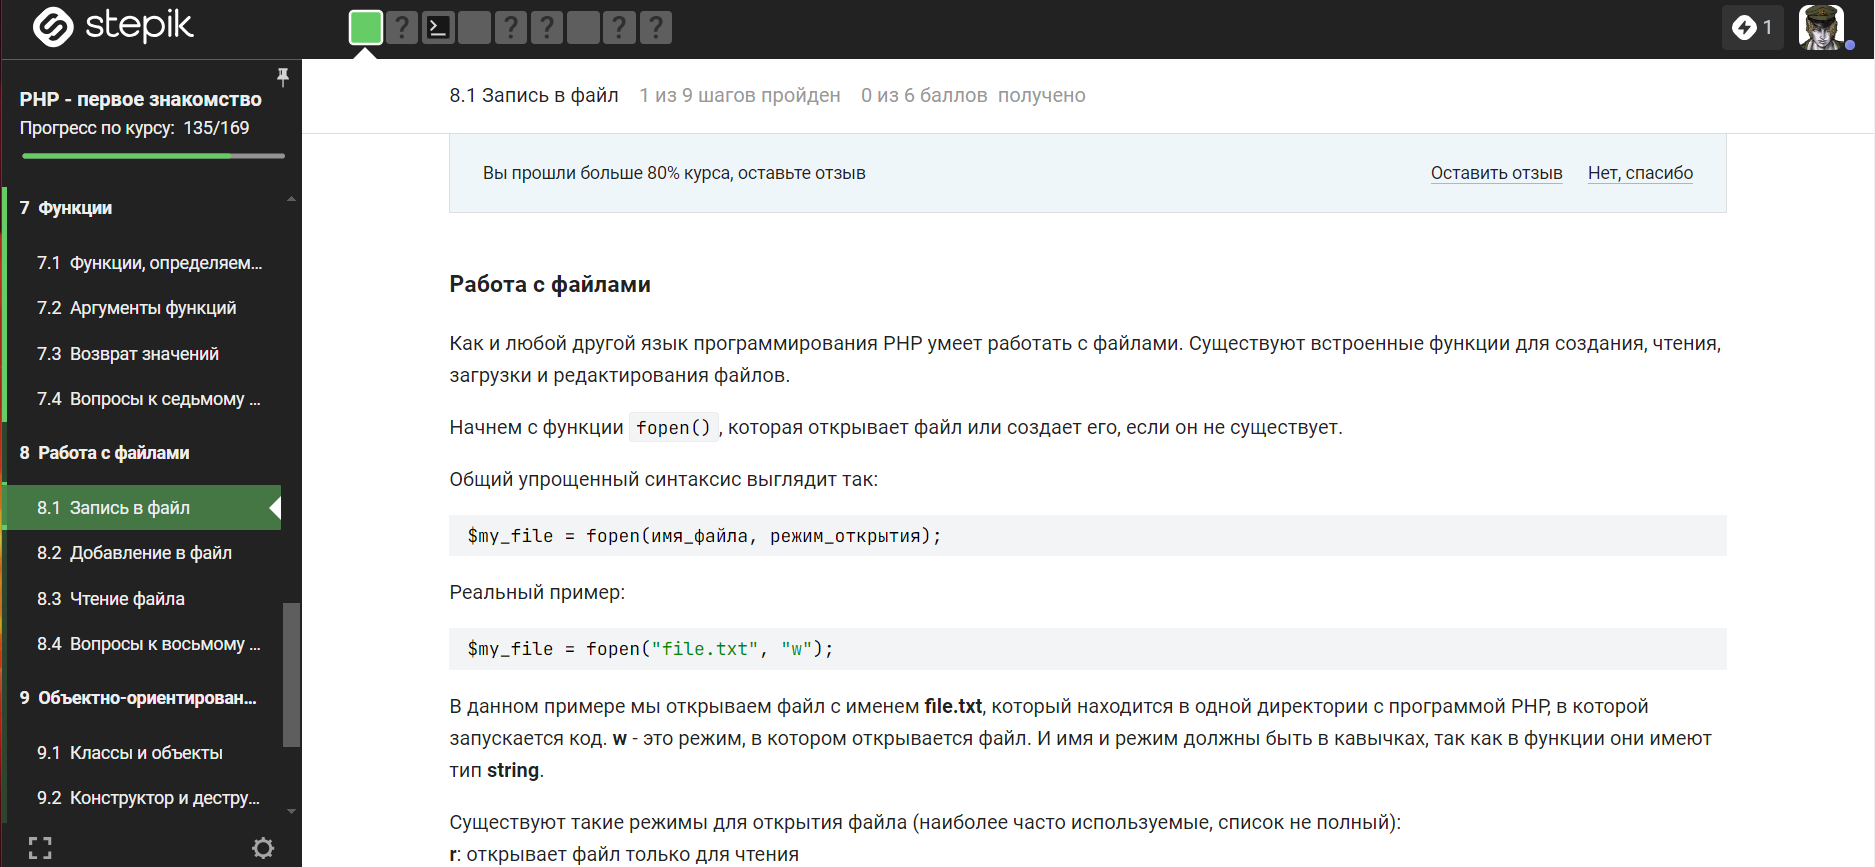 stepik
? ? ? ? ?
1
PHP - первое знакомство
Прогресс по курсу: 135/169
7 Функции
7.1 Функции, определяем...
7.2 Аргументы функций
7.3 Возврат значений
7.4 Вопросы к седьмому ...
8 Работа с файлами
8.1 Запись в файл
8.2 Добавление в файл
8.3 Чтение файла
8.4 Вопросы к восьмому ...
9 Объектно-ориентирован...
9.1 Классы и объекты
9.2 Конструктор и дестру...
8.1 Запись в файл 1 из 9 шагов пройден 0 из 6 баллов получено
Вы прошли больше 80% курса, оставьте отзыв Оставить отзыв Нет, спасибо
Работа с файлами
Как и любой другой язык программирования PHP умеет работать с файлами. Существуют встроенные функции для создания, чтения,
загрузки и редактирования файлов.
Начнем с функции fopen(), которая открывает файл или создает его, если он не существует.
Общий упрощенный синтаксис выглядит так:
$my_file = fopen(имя_файла, режим_открытия);
Реальный пример:
$my_file = fopen("file.txt", "w");
В данном примере мы открываем файл с именем file.txt, который находится в одной директории с программой PHP, в которой
запускается код. w - это режим, в котором открывается файл. И имя и режим должны быть в кавычках, так как в функции они имеют
тип string.
Существуют такие режимы для открытия файла (наиболее часто используемые, список не полный):
r: открывает файл только для чтения